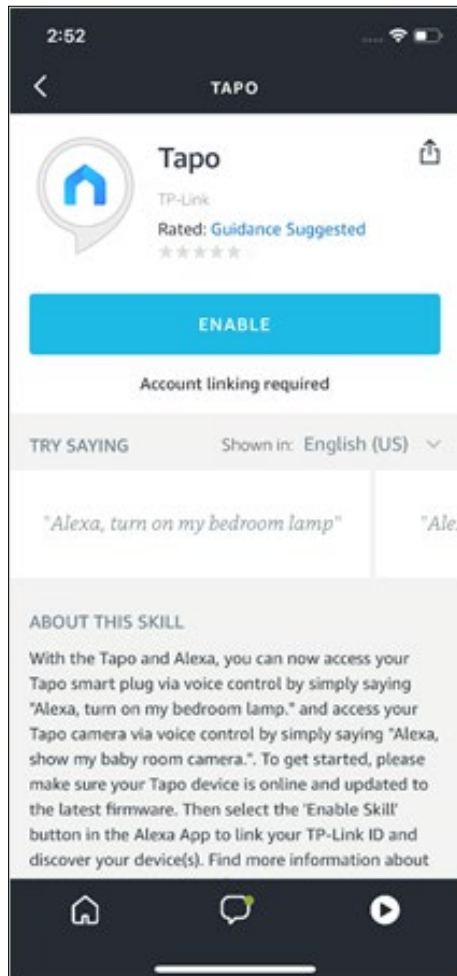 2:52
TAPO
Tapo
TP-Link
Rated: Guidance Suggested
ENABLE
Account linking required
TRY SAYING Shown in: English (US)
"Alexa, turn on my bedroom lamp" "Ale
ABOUT THIS SKILL
With the Tapo and Alexa, you can now access your
Tapo smart plug via voice control by simply saying
"Alexa, turn on my bedroom lamp." and access your
Tapo camera via voice control by simply saying "Alexa,
show my baby room camera.". To get started, please
make sure your Tapo device is online and updated to
the latest firmware. Then select the 'Enable Skill'
button in the Alexa App to link your TP-Link ID and
discover your device(s). Find more information about